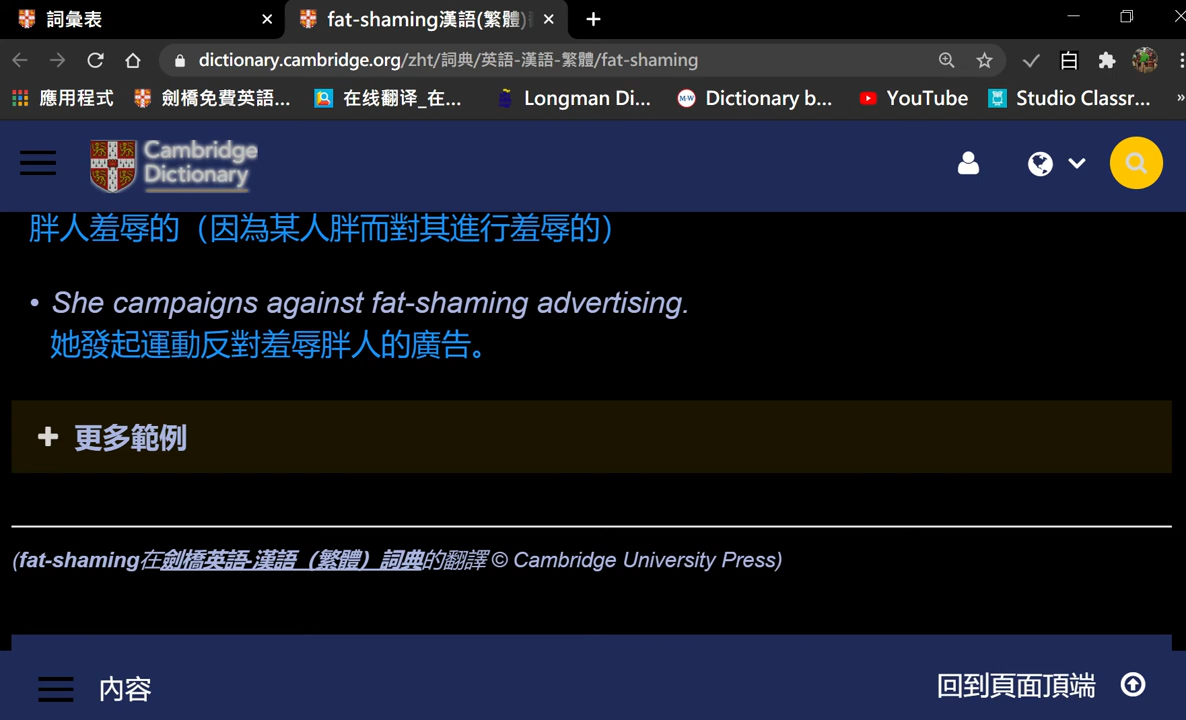 詞彙表
fat-shaming漢語(繁體)
dictionary.cambridge.org/zht/詞典/英語-漢語-繁體/fat-shaming
白
應用程式 劍橋免費英語... 在线翻译_在... Longman Di... M-W Dictionary b... YouTube Studio Classr... »
Cambridge
Dictionary
胖人羞辱的（因為某人胖而對其進行羞辱的）
• She campaigns against fat-shaming advertising.
她發起運動反對羞辱胖人的廣告。
+ 更多範例
(fat-shaming在劍橋英語-漢語（繁體）詞典的翻譯 © Cambridge University Press)
內容
回到頁面頂端